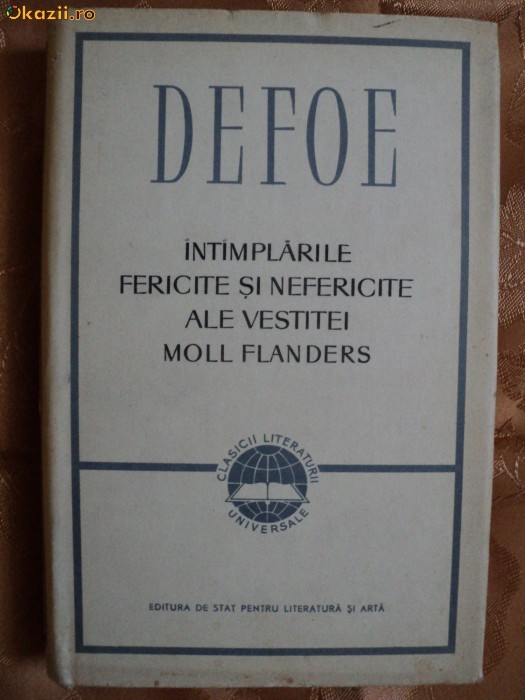 Okazii.ro
DEFOE
ÎNTÎMPLĂRILE
FERICITE ȘI NEFERICITE
ALE VESTITEI
MOLL FLANDERS
CLASICII LITERATURII
UNIVERSALE
EDITURA DE STAT PENTRU LITERATURĂ ȘI ARTĂ